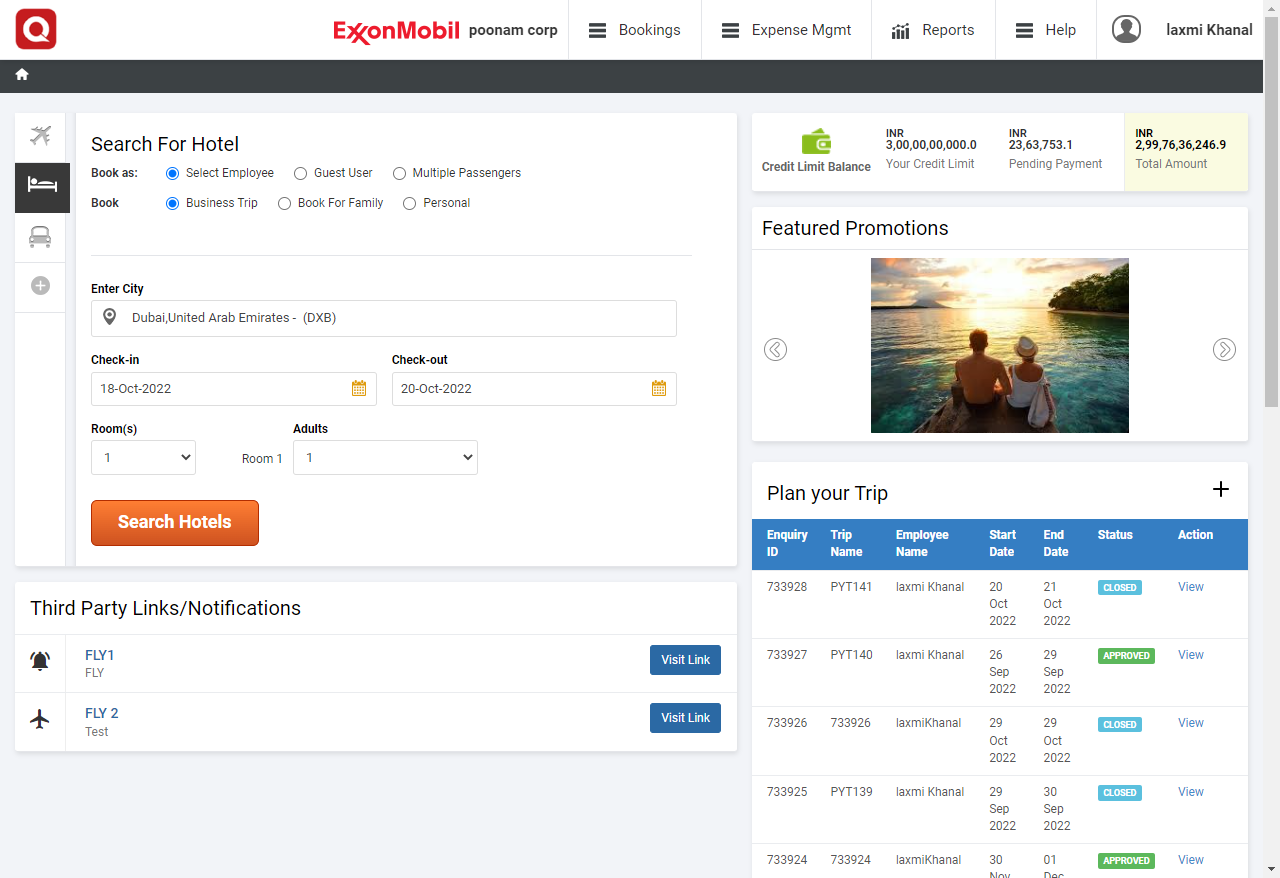 Q
ExxonMobil poonam corp
Bookings
Expense Mgmt
Reports
Help
laxmi Khanal
Search For Hotel
Book as: Select Employee Guest User Multiple Passengers
Book Business Trip Book For Family Personal
Enter City
Dubai,United Arab Emirates - (DXB)
Check-in Check-out
18-Oct-2022 20-Oct-2022
Room(s) Adults
1 Room 1 1
Search Hotels
Third Party Links/Notifications
FLY1
FLY
Visit Link
FLY 2
Test
Visit Link
Credit Limit Balance
INR
3,00,00,00,000.0
Your Credit Limit
INR
23,63,753.1
Pending Payment
INR
2,99,76,36,246.9
Total Amount
Featured Promotions
Plan your Trip
Enquiry ID Trip Name Employee Name Start Date End Date Status Action
733928 PYT141 laxmi Khanal 20 Oct 2022 21 Oct 2022 CLOSED View
733927 PYT140 laxmi Khanal 26 Sep 2022 29 Sep 2022 APPROVED View
733926 733926 laxmiKhanal 29 Oct 2022 29 Oct 2022 CLOSED View
733925 PYT139 laxmi Khanal 29 Sep 2022 30 Sep 2022 CLOSED View
733924 733924 laxmiKhanal 30 Nov 01 Dec APPROVED View